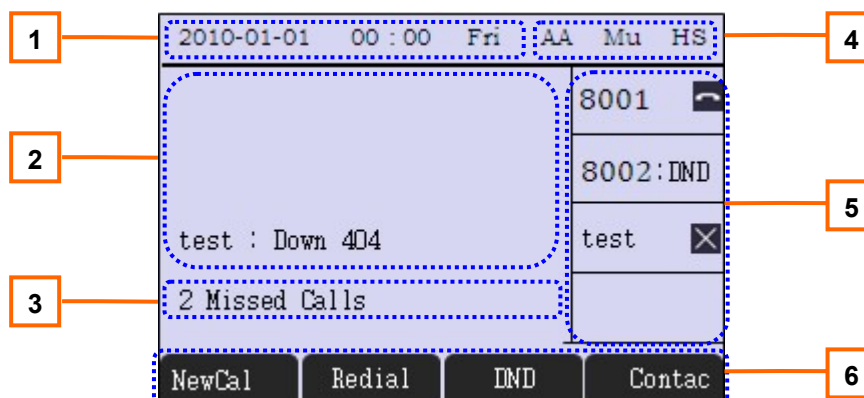 1
2010-01-01 00 : 00 Fri AA Mu HS
4
8001
2
8002:DND
5
test : Down 404
test
3
2 Missed Calls
NewCal Redial DND Contac
6